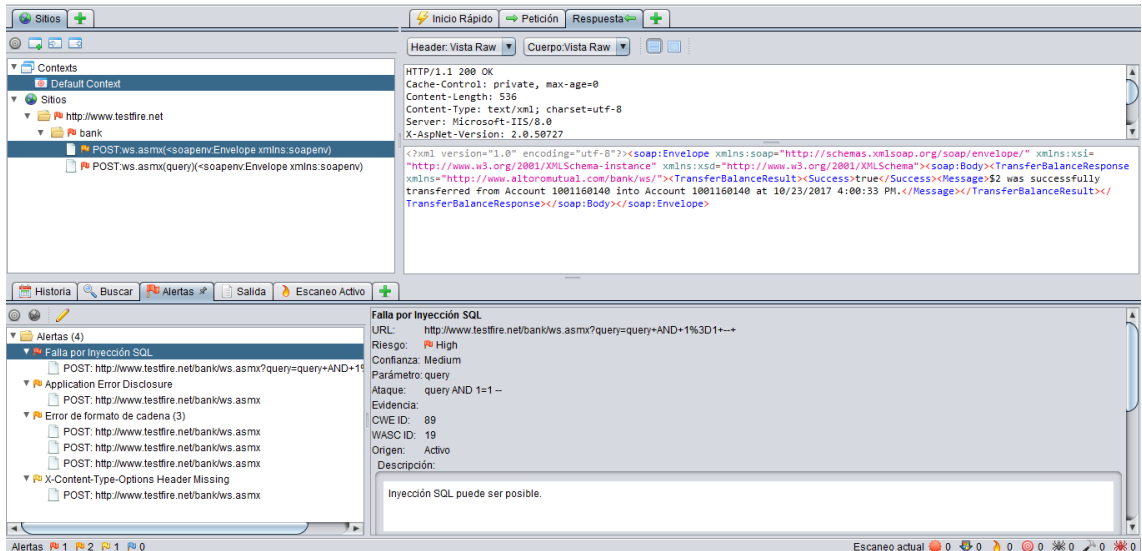 Sitios
Inicio Rápido
Petición
Respuesta
Header: Vista Raw
Cuerpo:Vista Raw
Contexts
Default Context
Sitios
http://www.testfire.net
bank
POST:ws.asmx(<soapenv:Envelope xmlns:soapenv)
POST:ws.asmx(query)(<soapenv:Envelope xmlns:soapenv)
HTTP/1.1 200 OK
Cache-Control: private, max-age=0
Content-Length: 536
Content-Type: text/xml; charset=utf-8
Server: Microsoft-IIS/8.0
X-AspNet-Version: 2.0.50727
<?xml version="1.0" encoding="utf-8"?><soap:Envelope xmlns:soap="http://schemas.xmlsoap.org/soap/envelope/" xmlns:xsi=
"http://www.w3.org/2001/XMLSchema-instance" xmlns:xsd="http://www.w3.org/2001/XMLSchema"><soap:Body><TransferBalanceResponse
xmlns="http://www.altoromutual.com/bank/ws/"><TransferBalanceResult><Success>true</Success><Message>$2 was successfully
transferred from Account 1001160140 into Account 1001160140 at 10/23/2017 4:00:33 PM.</Message></TransferBalanceResult></
TransferBalanceResponse></soap:Body></soap:Envelope>
Historia
Buscar
Alertas
Salida
Escaneo Activo
Alertas (4)
Falla por Inyección SQL
POST: http://www.testfire.net/bank/ws.asmx?query=query+AND+1
Application Error Disclosure
POST: http://www.testfire.net/bank/ws.asmx
Error de formato de cadena (3)
POST: http://www.testfire.net/bank/ws.asmx
POST: http://www.testfire.net/bank/ws.asmx
POST: http://www.testfire.net/bank/ws.asmx
X-Content-Type-Options Header Missing
POST: http://www.testfire.net/bank/ws.asmx
Falla por Inyección SQL
URL: http://www.testfire.net/bank/ws.asmx?query=query+AND+1%3D1+--+
Riesgo: High
Confianza: Medium
Parámetro: query
Ataque: query AND 1=1 --
Evidencia:
CWE ID: 89
WASC ID: 19
Origen: Activo
Descripción:
Inyección SQL puede ser posible.
Alertas 1 2 1 0
Escaneo actual 0 0 0 0 0 0 0